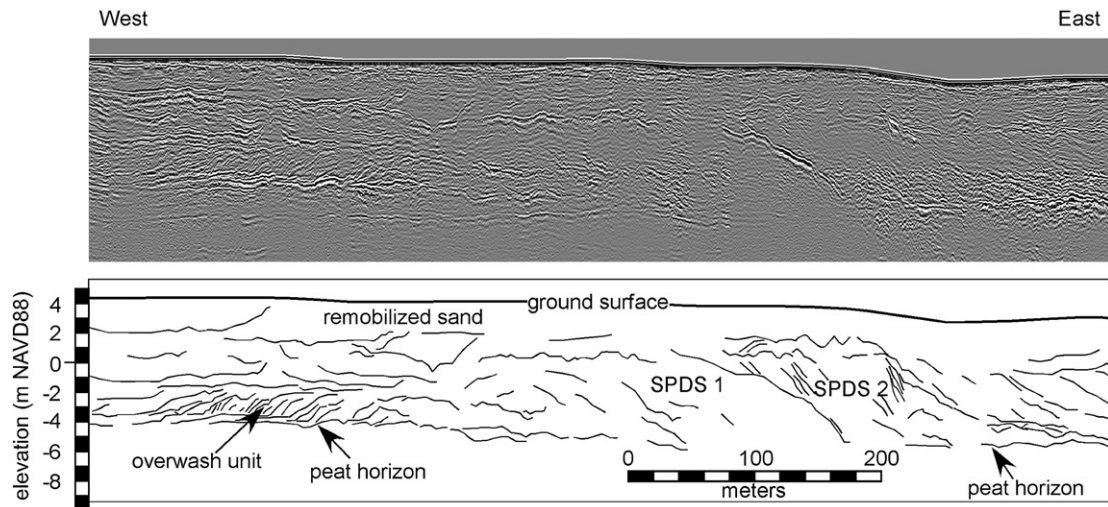 West East
elevation (m NAVD88)
4
2
0
-2
-4
-6
-8
ground surface
remobilized sand
SPDS 1 SPDS 2
overwash unit
peat horizon
0 100 200
meters
peat horizon